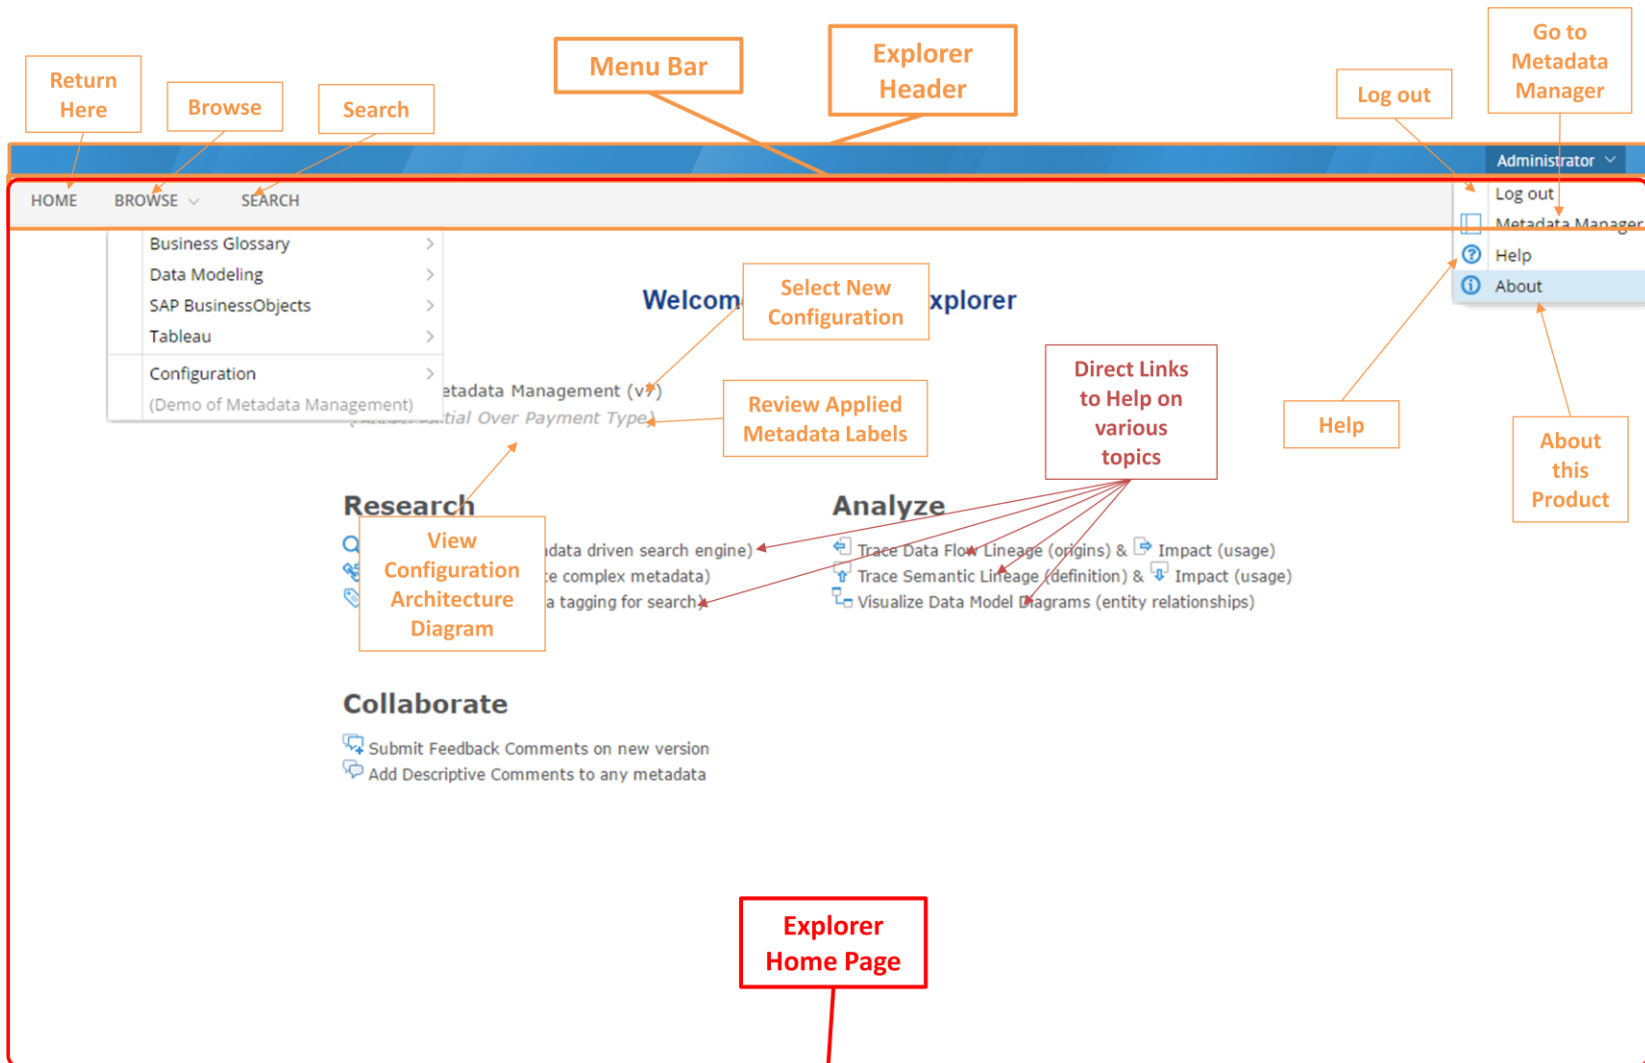 Return
Here
Browse
Search
Menu Bar
Explorer
Header
Log out
Go to
Metadata
Manager
Administrator
HOME BROWSE SEARCH
Log out
Metadata Manager
Help
About
Business Glossary
Data Modeling
SAP BusinessObjects
Tableau
Configuration
(Demo of Metadata Management)
Select New
Configuration
Explorer
etadata Management (v7)
Over Payment Type)
Review Applied
Metadata Labels
Direct Links
to Help on
various
topics
Help
About
this
Product
Research
View
Configuration
Architecture
Diagram
data driven search engine)
complex metadata)
tagging for search)
Analyze
Trace Data Flow Lineage (origins) & Impact (usage)
Trace Semantic Lineage (definition) & Impact (usage)
Visualize Data Model Diagrams (entity relationships)
Collaborate
Submit Feedback Comments on new version
Add Descriptive Comments to any metadata
Explorer
Home Page